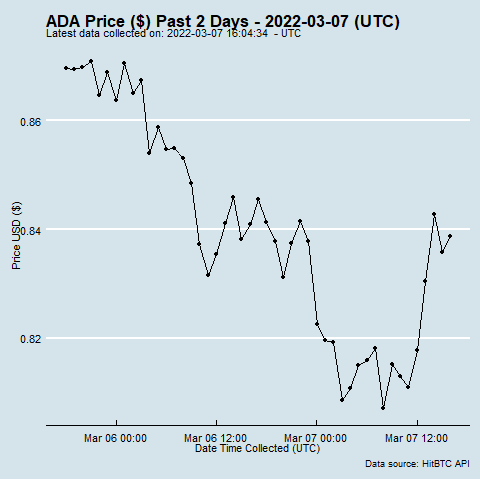 ADA Price ($) Past 2 Days - 2022-03-07 (UTC)
Latest data collected on: 2022-03-07 16:04:34 - UTC
Price USD ($)
0.86
0.84
0.82
Mar 06 00:00
Mar 06 12:00
Mar 07 00:00
Mar 07 12:00
Date Time Collected (UTC)
Data source: HitBTC API